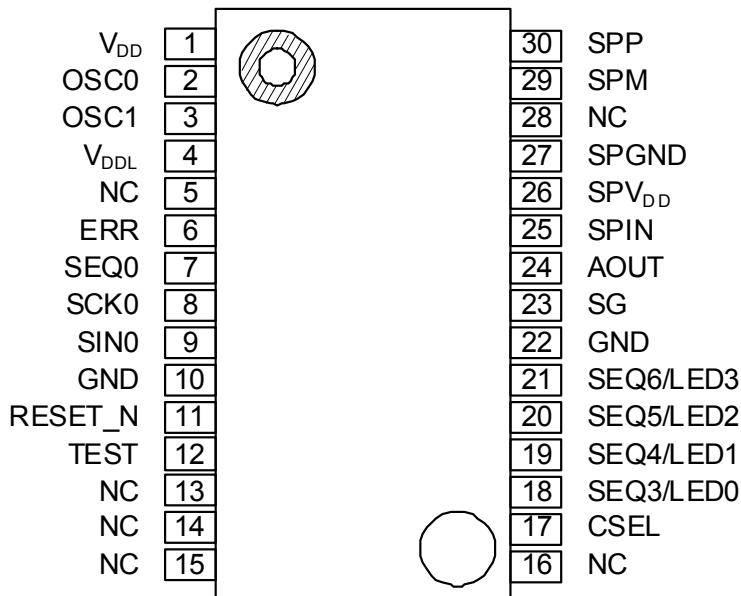 V_DD 1 30 SPP
OSC0 2 29 SPM
OSC1 3 28 NC
V_DDL 4 27 SPGND
NC 5 26 SPV_DD
ERR 6 25 SPIN
SEQ0 7 24 AOUT
SCK0 8 23 SG
SIN0 9 22 GND
GND 10 21 SEQ6/LED3
RESET_N 11 20 SEQ5/LED2
TEST 12 19 SEQ4/LED1
NC 13 18 SEQ3/LED0
NC 14 17 CSEL
NC 15 16 NC